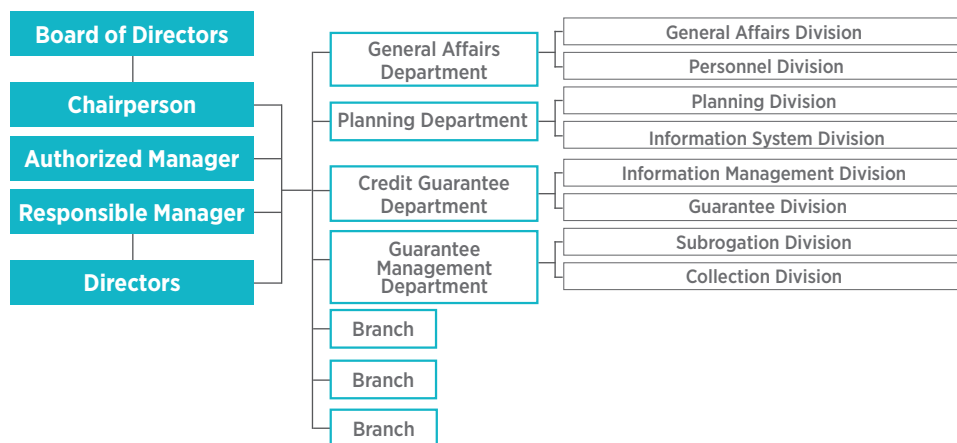 Board of Directors
Chairperson
Authorized Manager
Responsible Manager
Directors
General Affairs
Department
Planning Department
Credit Guarantee
Department
Guarantee
Management
Department
Branch
Branch
Branch
General Affairs Division
Personnel Division
Planning Division
Information System Division
Information Management Division
Guarantee Division
Subrogation Division
Collection Division